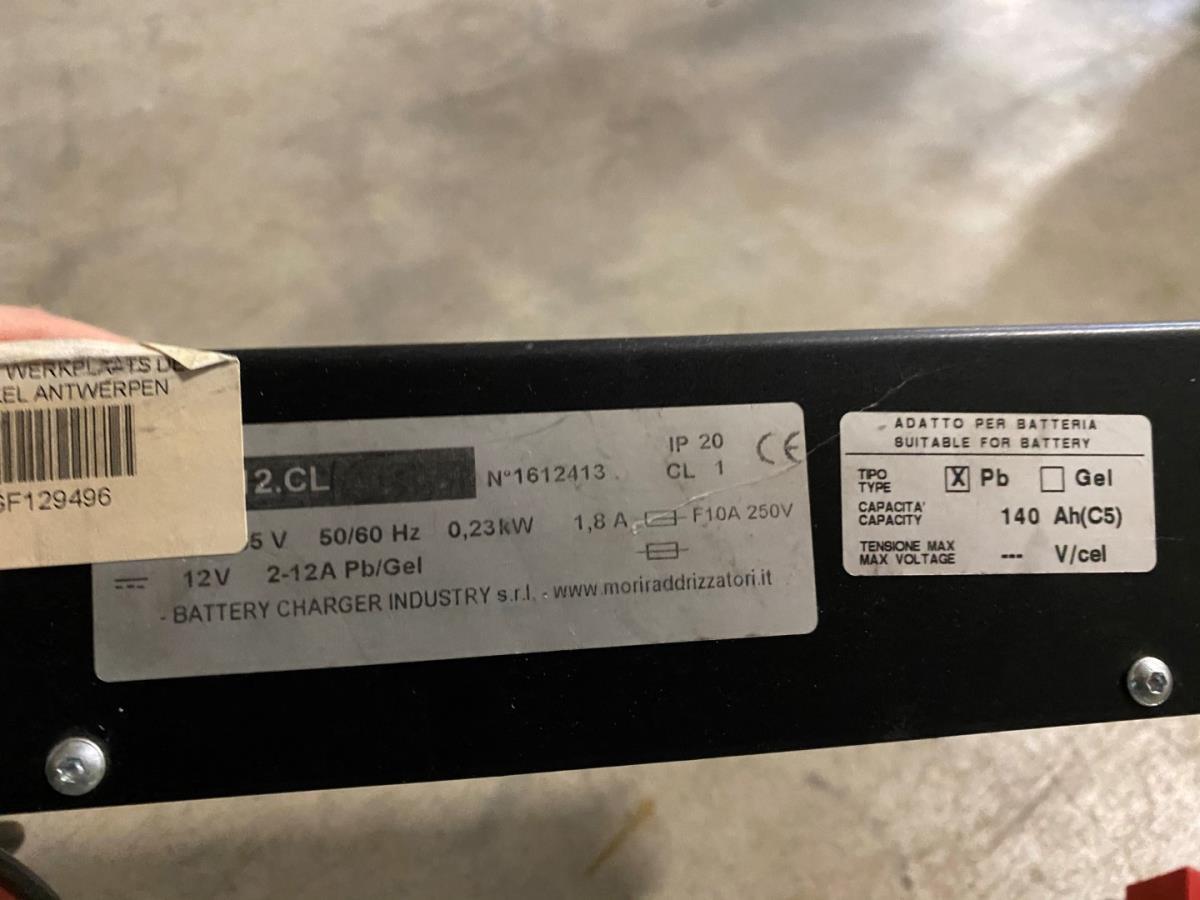 WERKPLAATS DE
KEL ANTWERPEN
GF129496
2.CL
N°1612413
IP 20
CL 1
CE
5 V 50/60 Hz 0,23kW 1,8 A F10A 250V
12V 2-12A Pb/Gel
- BATTERY CHARGER INDUSTRY s.r.l. - www.moriraddrizzatori.it
ADATTO PER BATTERIA
SUITABLE FOR BATTERY
TIPO
TYPE
X Pb Gel
CAPACITA'
CAPACITY
140 Ah(C5)
TENSIONE MAX
MAX VOLTAGE
--- V/cel